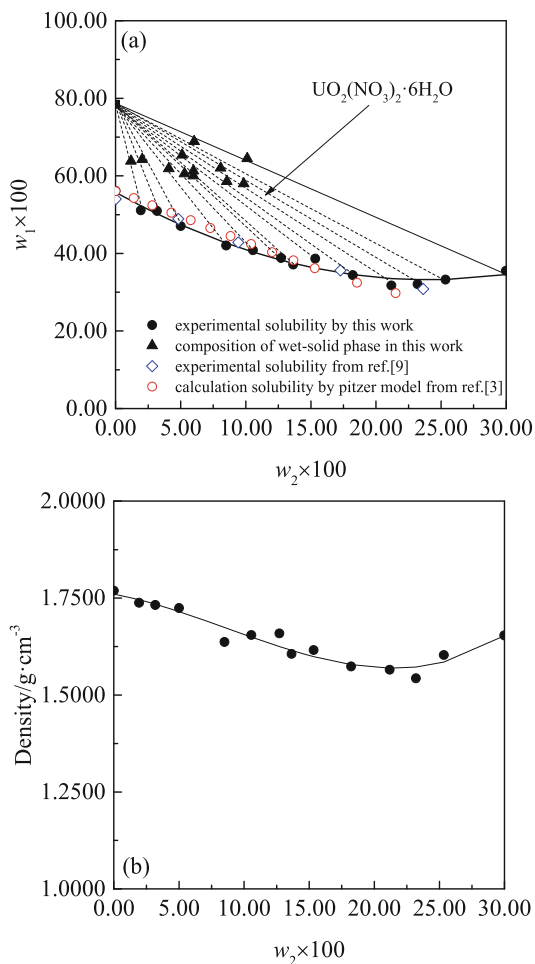 100.00
(a)
UO₂(NO₃)₂·6H₂O
80.00
60.00
w₁×100
40.00
20.00
experimental solubility by this work
composition of wet-solid phase in this work
experimental solubility from ref.[9]
calculation solubility by pitzer model from ref.[3]
0.00
0.00 5.00 10.00 15.00 20.00 25.00 30.00
w₂×100
2.0000
1.7500
Density/g·cm⁻³
1.5000
1.2500
(b)
1.0000
0.00 5.00 10.00 15.00 20.00 25.00 30.00
w₂×100